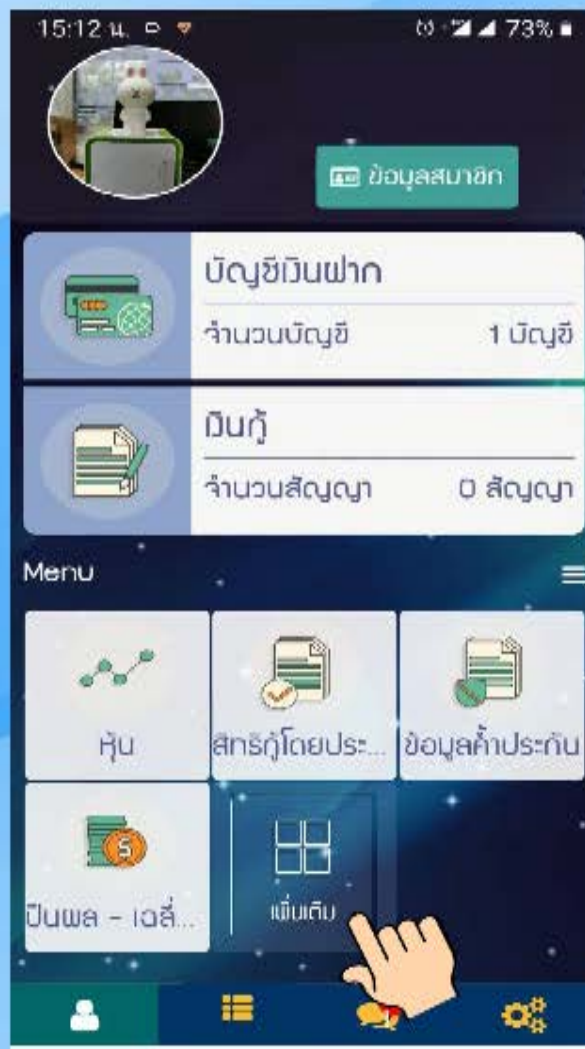 15:12 น. 73%
ข้อมูลสมาชิก
บัญชีเงินฝาก
จำนวนบัญชี 1 บัญชี
เงินกู้
จำนวนสัญญา 0 สัญญา
Menu
หุ้น สิทธิกู้โดยประ... ข้อมูลค้ำประกัน
ปันผล - เฉลี่... เพิ่มเติม